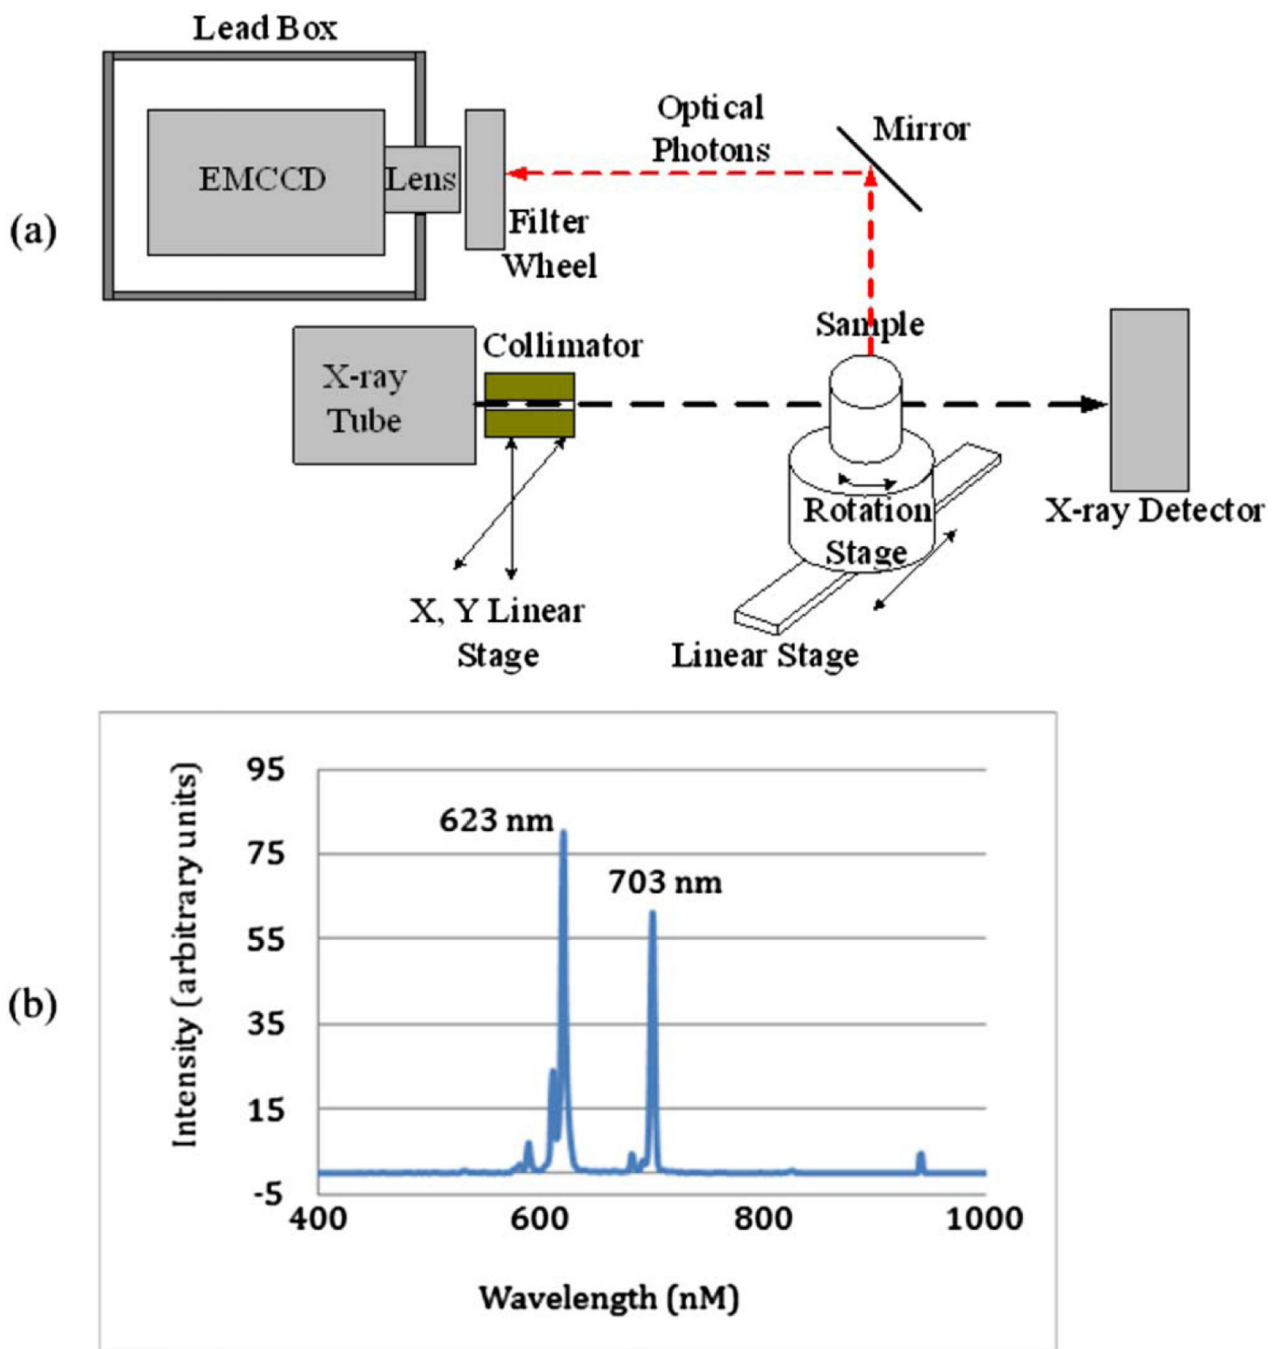 Lead Box
Optical
Photons
Mirror
EMCCD
Lens
(a)
Filter
Wheel
Sample
Collimator
X-ray
Tube
Rotation
Stage
X-ray Detector
X, Y Linear
Stage
Linear Stage
(b)
Intensity (arbitrary units)
95
75
55
35
15
-5
623 nm
703 nm
400
600
800
1000
Wavelength (nM)